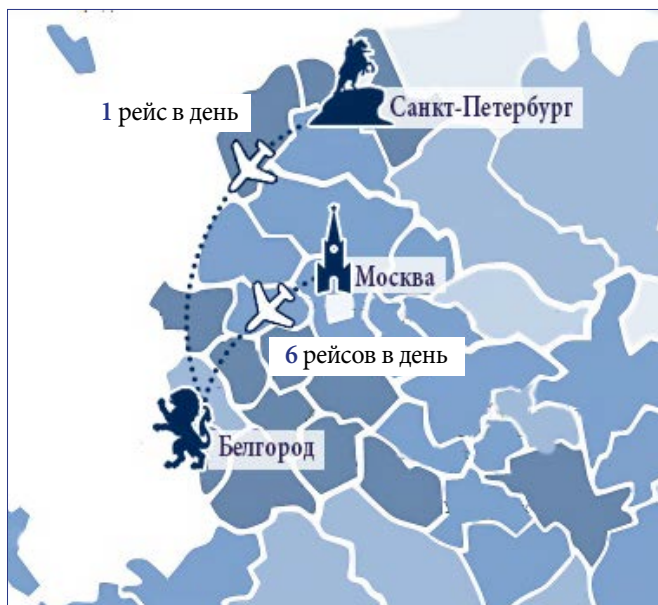 1 рейс в день
Санкт-Петербург
Москва
6 рейсов в день
Белгород